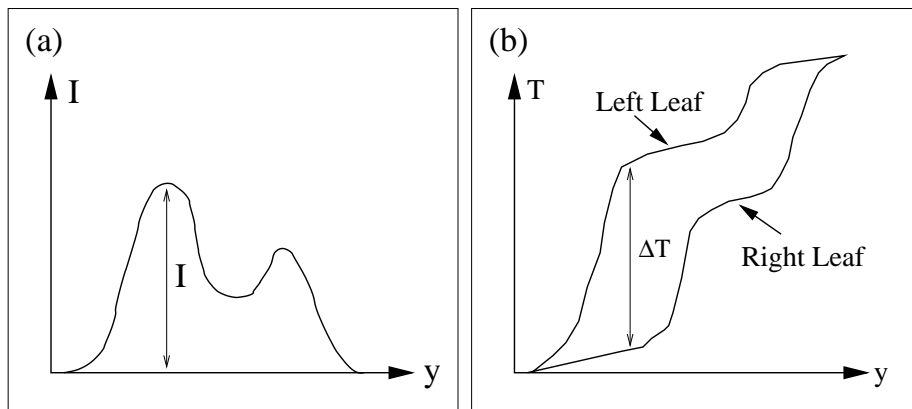 (a)
I
I
y
(b)
T
Left Leaf
ΔT
Right Leaf
y